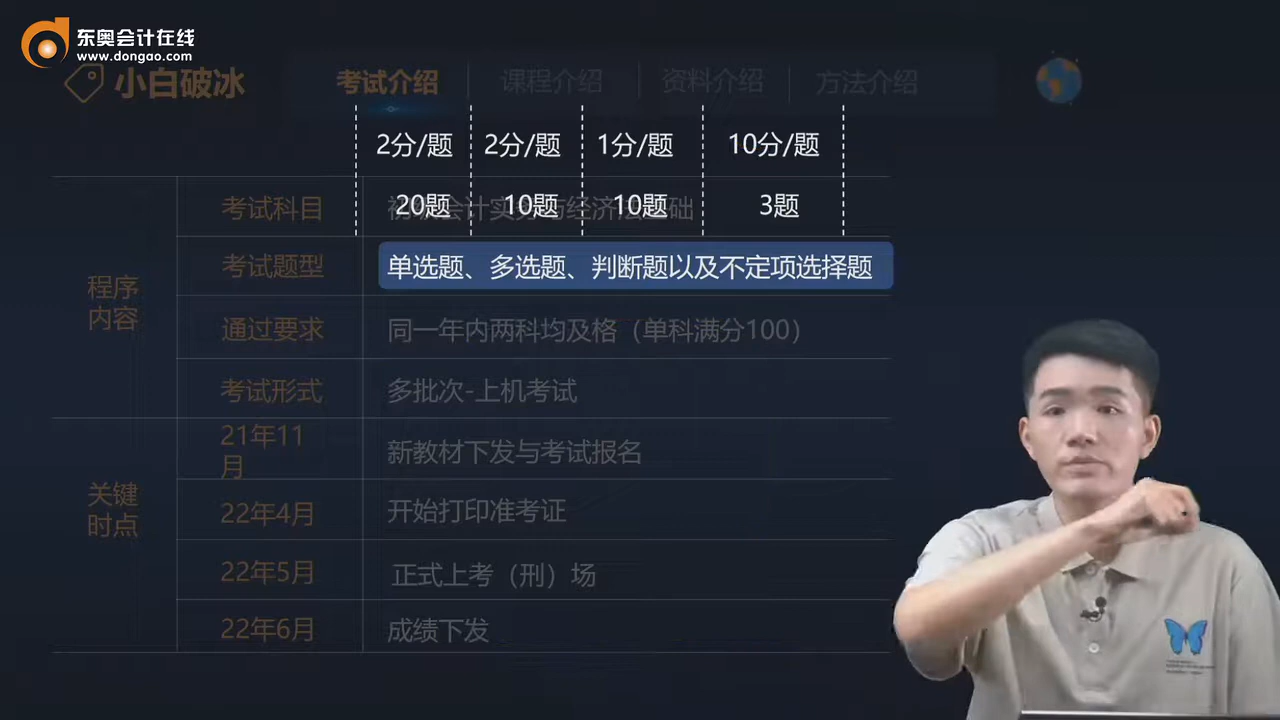 东奥会计在线
www.dongao.com
小白破冰
考试介绍
课程介绍
资料介绍
方法介绍
2分/题
2分/题
1分/题
10分/题
20题
10题
10题
3题
程序
内容
考试科目
考试题型
单选题、多选题、判断题以及不定项选择题
通过要求
同一年内两科均及格（单科满分100）
考试形式
多批次-上机考试
关键
时点
21年11
月
新教材下发与考试报名
22年4月
开始打印准考证
22年5月
正式上考（刑）场
22年6月
成绩下发